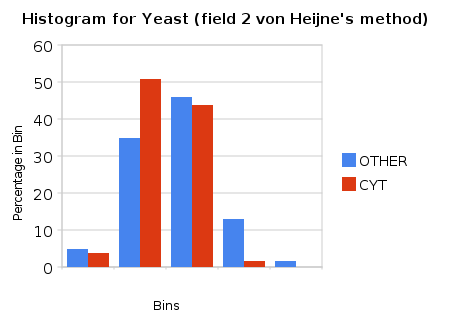 Histogram for Yeast (field 2 von Heijne's method)
60
50
40
30
20
10
0
Percentage in Bin
Bins
OTHER
CYT